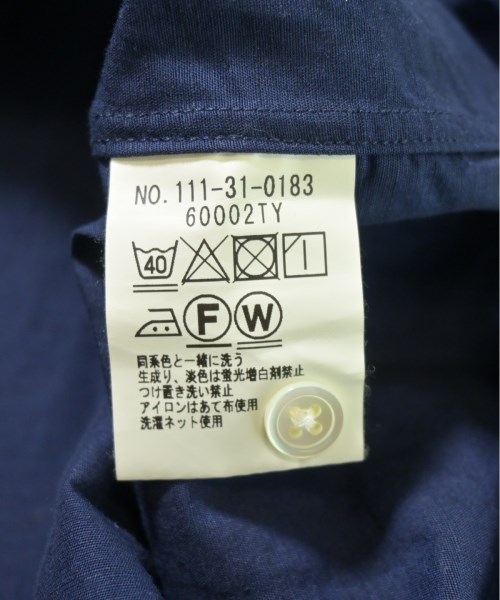 NO. 111-31-0183
60002TY
40
F W
同系色と一緒に洗う
生成り、淡色は蛍光増白剤禁止
つけ置き洗い禁止
アイロンはあて布使用
洗濯ネット使用